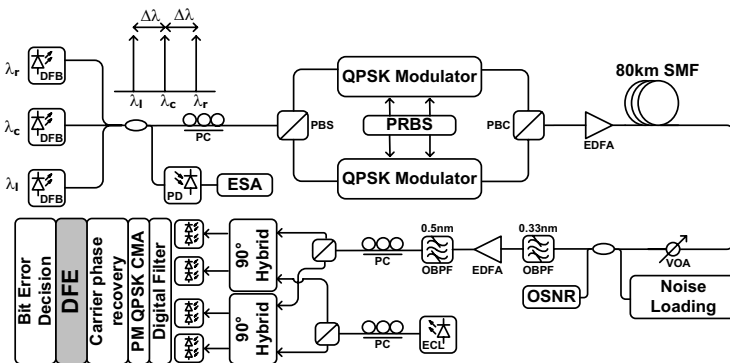 Δλ Δλ
λr DFB
λc DFB
λl DFB
λl λc λr
PC
PD
ESA
PBS
QPSK Modulator
PRBS
QPSK Modulator
PBC
EDFA
80km SMF
Bit Error Decision
DFE
Carrier phase recovery
PM QPSK CMA
Digital Filter
90° Hybrid
90° Hybrid
PC
0.5nm
OBPF
EDFA
0.33nm
OBPF
VOA
OSNR
Noise
Loading
PC
ECL